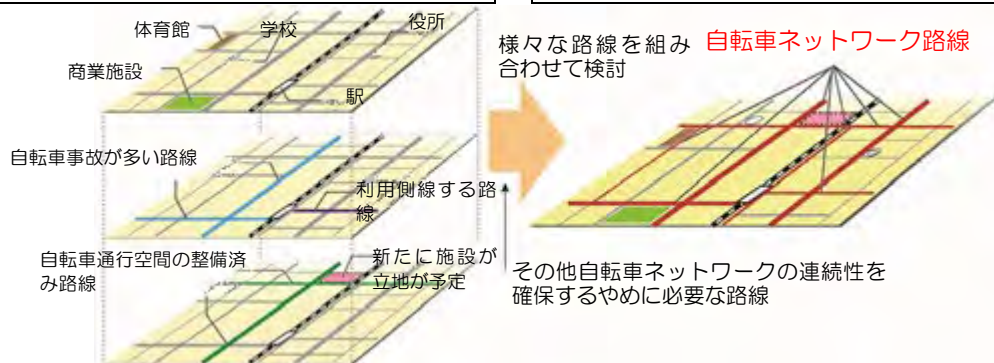 体育館
学校
役所
商業施設
駅
自転車事故が多い路線
利用側線する路
線
自転車通行空間の整備済
み路線
新たに施設が
立地が予定
様々な路線を組み
合わせて検討
自転車ネットワーク路線
その他自転車ネットワークの連続性を
確保するやめに必要な路線